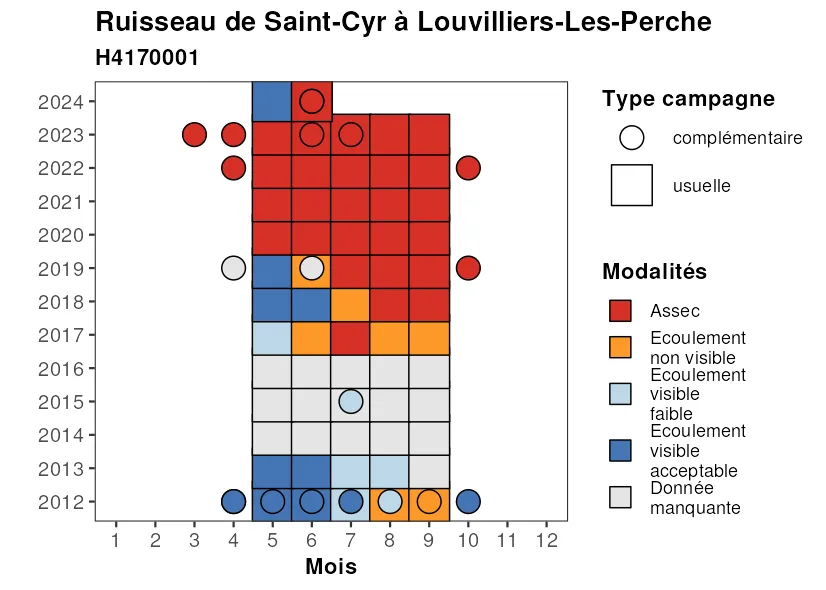 Ruisseau de Saint-Cyr à Louvilliers-Les-Perche
H4170001
2024
2023
2022
2021
2020
2019
2018
2017
2016
2015
2014
2013
2012
1 2 3 4 5 6 7 8 9 10 11 12
Mois
Type campagne
complémentaire
usuelle
Modalités
Assec
Ecoulement
non visible
Ecoulement
visible
faible
Ecoulement
visible
acceptable
Donnée
manquante